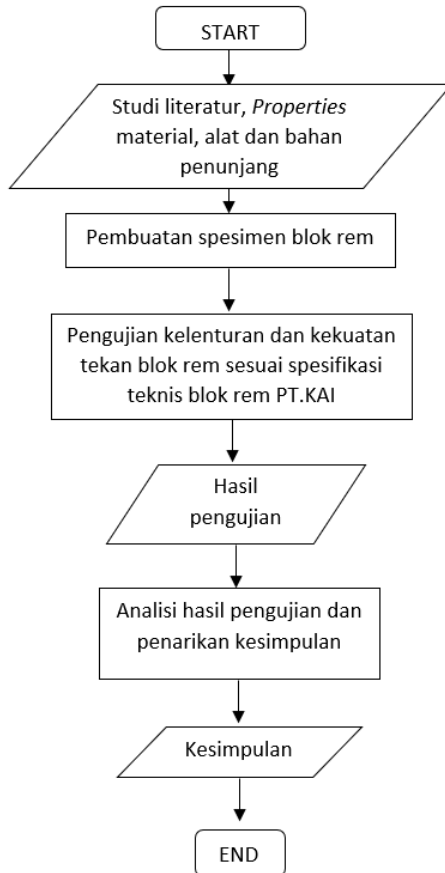 START
Studi literatur, Properties
material, alat dan bahan
penunjang
Pembuatan spesimen blok rem
Pengujian kelenturan dan kekuatan
tekan blok rem sesuai spesifikasi
teknis blok rem PT.KAI
Hasil
pengujian
Analisi hasil pengujian dan
penarikan kesimpulan
Kesimpulan
END